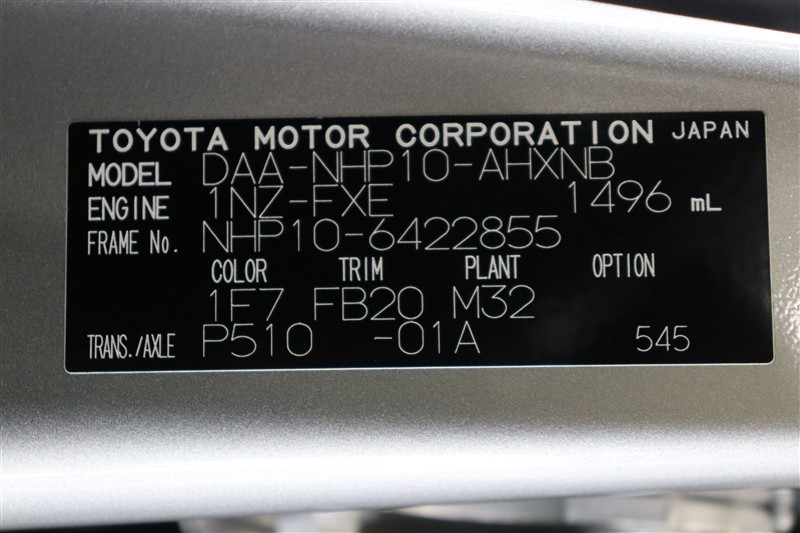 TOYOTA MOTOR CORPORATION JAPAN
MODEL DAA-NHP10-AHXNB
ENGINE 1NZ-FXE 1496 mL
FRAME No. NHP10-6422855
COLOR TRIM PLANT OPTION
1F7 FB20 M32
TRANS./AXLE P510 -01A 545